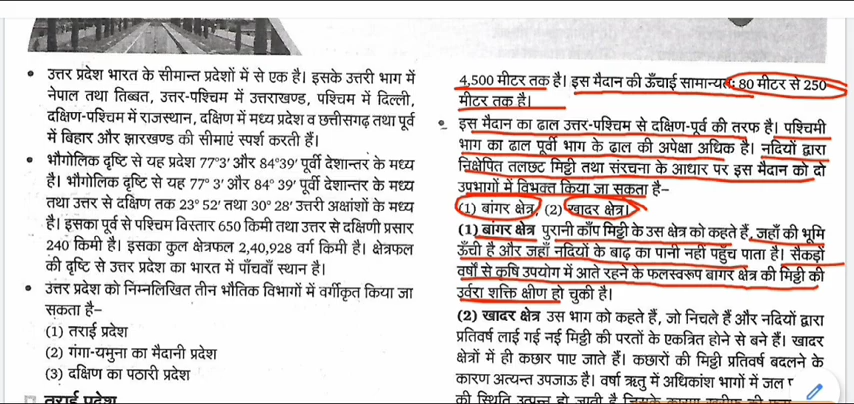 • उत्तर प्रदेश भारत के सीमान्त प्रदेशों में से एक है। इसके उत्तरी भाग में
नेपाल तथा तिब्बत, उत्तर-पश्चिम में उत्तराखण्ड, पश्चिम में दिल्ली,
दक्षिण-पश्चिम में राजस्थान, दक्षिण में मध्य प्रदेश व छत्तीसगढ़ तथा पूर्व
में बिहार और झारखण्ड की सीमाएं स्पर्श करती हैं।
• भौगोलिक दृष्टि से यह प्रदेश 77°3′ और 84°39′ पूर्वी देशान्तर के मध्य
है। भौगोलिक दृष्टि से यह 77° 3′ और 84° 39′ पूर्वी देशान्तर के मध्य
तथा उत्तर से दक्षिण तक 23° 52′ तथा 30° 28′ उत्तरी अक्षांशों के मध्य
है। इसका पूर्व से पश्चिम विस्तार 650 किमी तथा उत्तर से दक्षिणी प्रसार
240 किमी है। इसका कुल क्षेत्रफल 2,40,928 वर्ग किमी है। क्षेत्रफल
की दृष्टि से उत्तर प्रदेश का भारत में पाँचवाँ स्थान है।
• उत्तर प्रदेश को निम्नलिखित तीन भौतिक विभागों में वर्गीकृत किया जा
सकता है–
(1) तराई प्रदेश
(2) गंगा-यमुना का मैदानी प्रदेश
(3) दक्षिण का पठारी प्रदेश
तराई प्रदेश
4,500 मीटर तक है। इस मैदान की ऊँचाई सामान्यतः 80 मीटर से 250
मीटर तक है।
• इस मैदान का ढाल उत्तर-पश्चिम से दक्षिण-पूर्व की तरफ है। पश्चिमी
भाग का ढाल पूर्वी भाग के ढाल की अपेक्षा अधिक है। नदियों द्वारा
निक्षेपित तलछट मिट्टी तथा संरचना के आधार पर इस मैदान को दो
उपभागों में विभक्त किया जा सकता है–
(1) बांगर क्षेत्र, (2) खादर क्षेत्र।
(1) बांगर क्षेत्र पुरानी काँप मिट्टी के उस क्षेत्र को कहते हैं, जहाँ की भूमि
ऊँची है और जहाँ नदियों के बाढ़ का पानी नहीं पहुँच पाता है। सैकड़ों
वर्षों से कृषि उपयोग में आते रहने के फलस्वरूप बांगर क्षेत्र की मिट्टी की
उर्वरा शक्ति क्षीण हो चुकी है।
(2) खादर क्षेत्र उस भाग को कहते हैं, जो निचले हैं और नदियों द्वारा
प्रतिवर्ष लाई गई नई मिट्टी की परतों के एकत्रित होने से बने हैं। खादर
क्षेत्रों में ही कछार पाए जाते हैं। कछारों की मिट्टी प्रतिवर्ष बदलने के
कारण अत्यन्त उपजाऊ है। वर्षा ऋतु में अधिकांश भागों में जल
की स्थिति उत्पन्न हो जाती है जिसके कारण खरीफ की